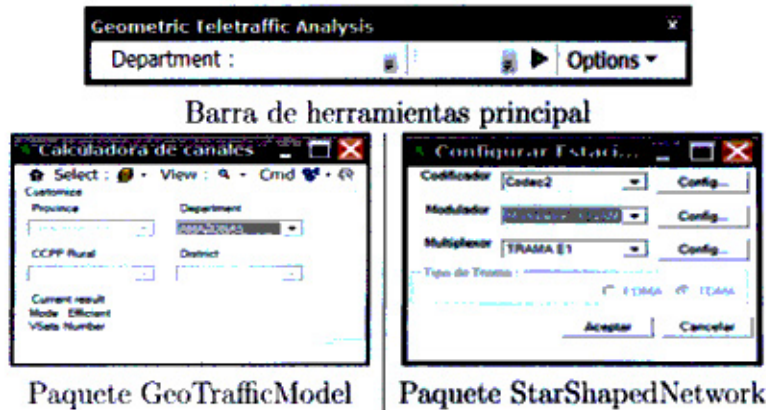 Geometric Teletraffic Analysis x
Department : : Options
Barra de herramientas principal
Calculadora de canales
Select : View : Cmd
Customize
Province Department
AMAZONAS
CCPP Rural District
Current result
Mode Efficient
VSats Number
Paquete GeoTrafficModel
Configurar Estaci...
Codificador Codec2 Config...
Modulador Config...
Multiplexor TRAMA E1 Config...
Tipo de Trama
FDMA TDMA
Aceptar Cancelar
Paquete StarShapedNetwork